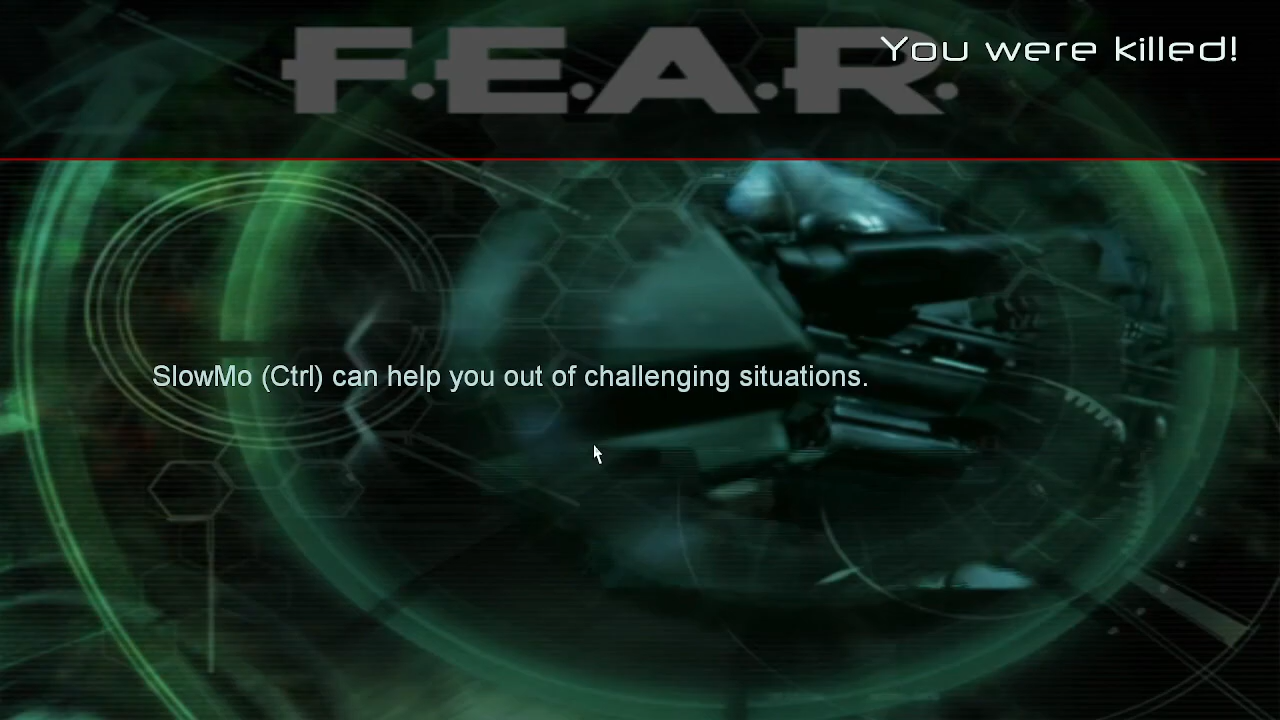 F.E.A.R.
You were killed!
SlowMo (Ctrl) can help you out of challenging situations.